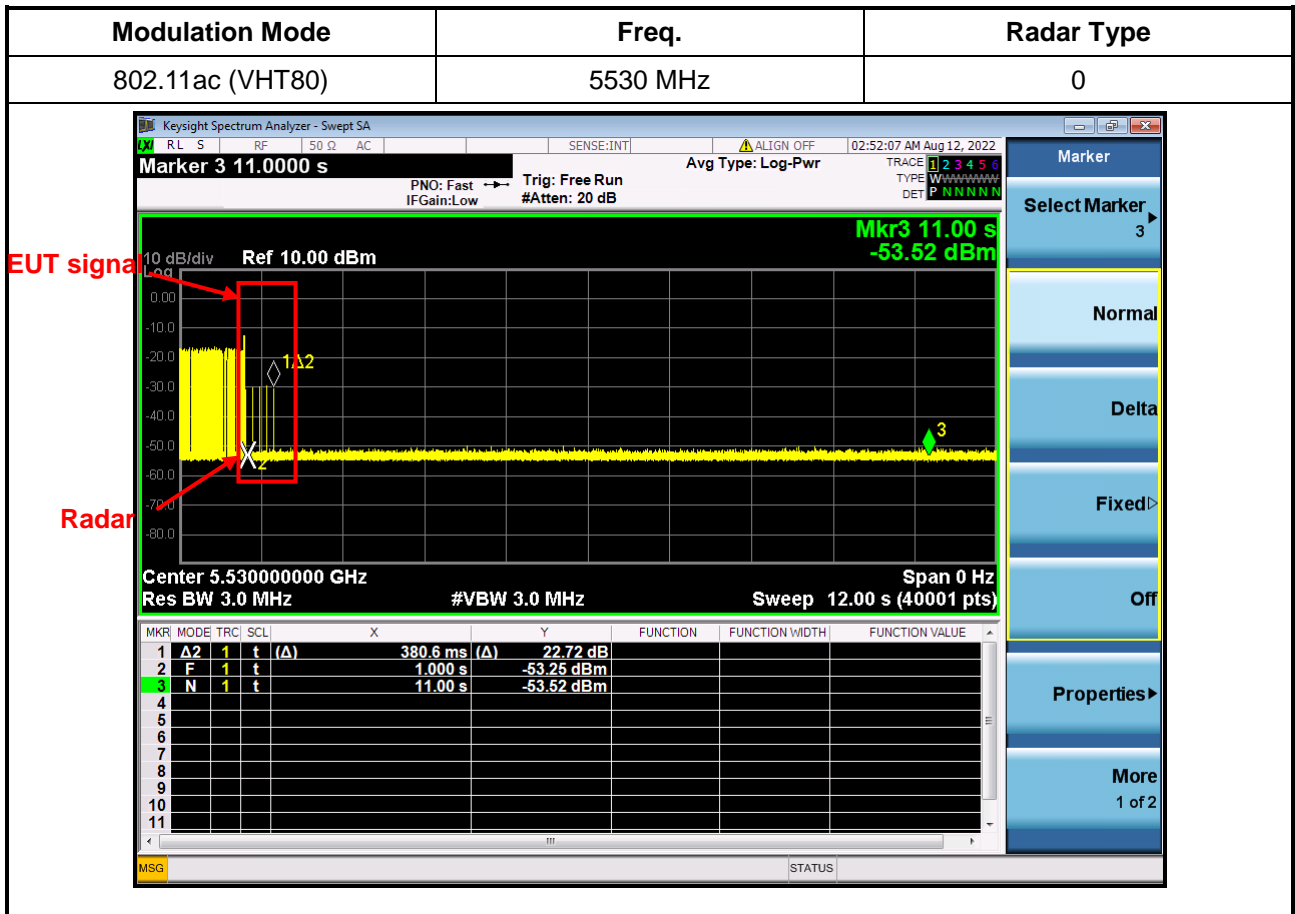 Modulation Mode Freq. Radar Type
802.11ac (VHT80) 5530 MHz 0
Keysight Spectrum Analyzer - Swept SA
LXI RL S RF 50 Ω AC SENSE:INT ALIGN OFF 02:52:07 AM Aug 12, 2022
Marker 3 11.0000 s
PNO: Fast
IFGain:Low
Trig: Free Run
#Atten: 20 dB
Avg Type: Log-Pwr
TRACE 1 2 3 4 5 6
TYPE WWWWWW
DET P N N N N N
Mkr3 11.00 s
-53.52 dBm
10 dB/div Ref 10.00 dBm
Log
EUT signal
0.00
-10.0
-20.0
-30.0
-40.0
-50.0
-60.0
-70.0
-80.0
1Δ2
X2
3
Radar
Center 5.530000000 GHz Span 0 Hz
Res BW 3.0 MHz #VBW 3.0 MHz Sweep 12.00 s (40001 pts)
MKR MODE TRC SCL X Y FUNCTION FUNCTION WIDTH FUNCTION VALUE
1 Δ2 1 t (Δ) 380.6 ms (Δ) 22.72 dB
2 F 1 t 1.000 s -53.25 dBm
3 N 1 t 11.00 s -53.52 dBm
4
5
6
7
8
9
10
11
MSG STATUS
Marker
Select Marker
3
Normal
Delta
Fixed
Off
Properties
More
1 of 2